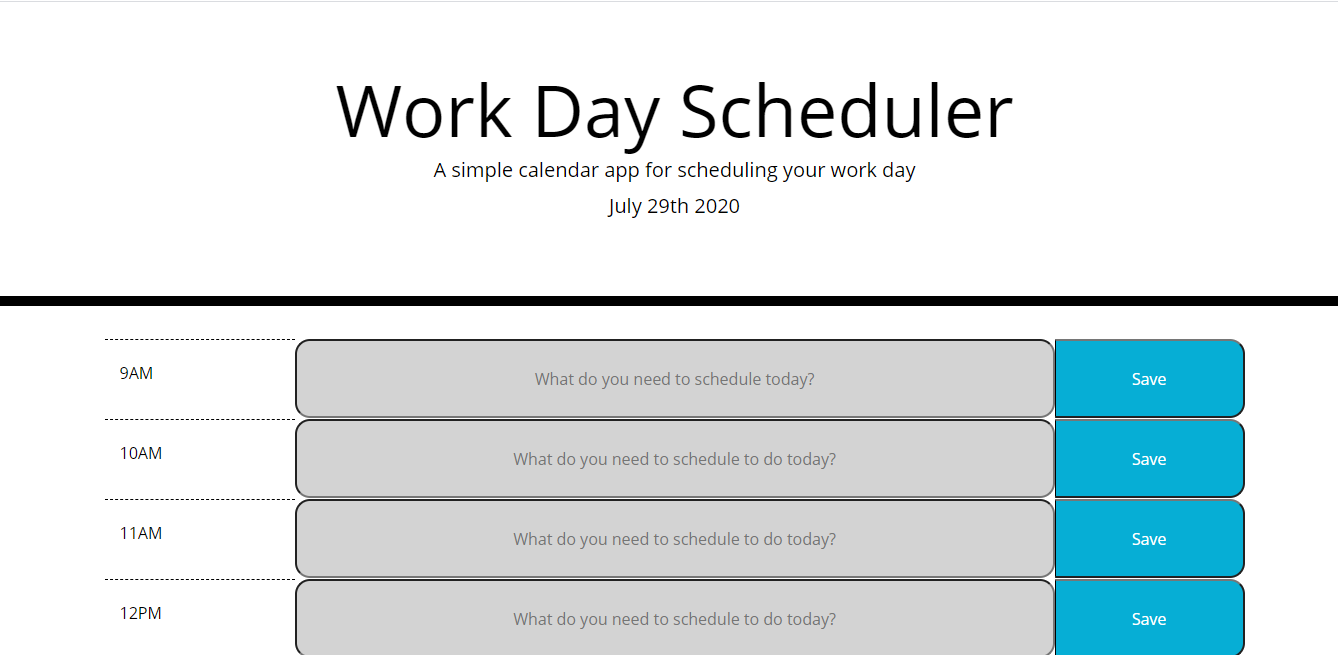 Work Day Scheduler
A simple calendar app for scheduling your work day
July 29th 2020
9AM
What do you need to schedule today?
Save
10AM
What do you need to schedule to do today?
Save
11AM
What do you need to schedule to do today?
Save
12PM
What do you need to schedule to do today?
Save